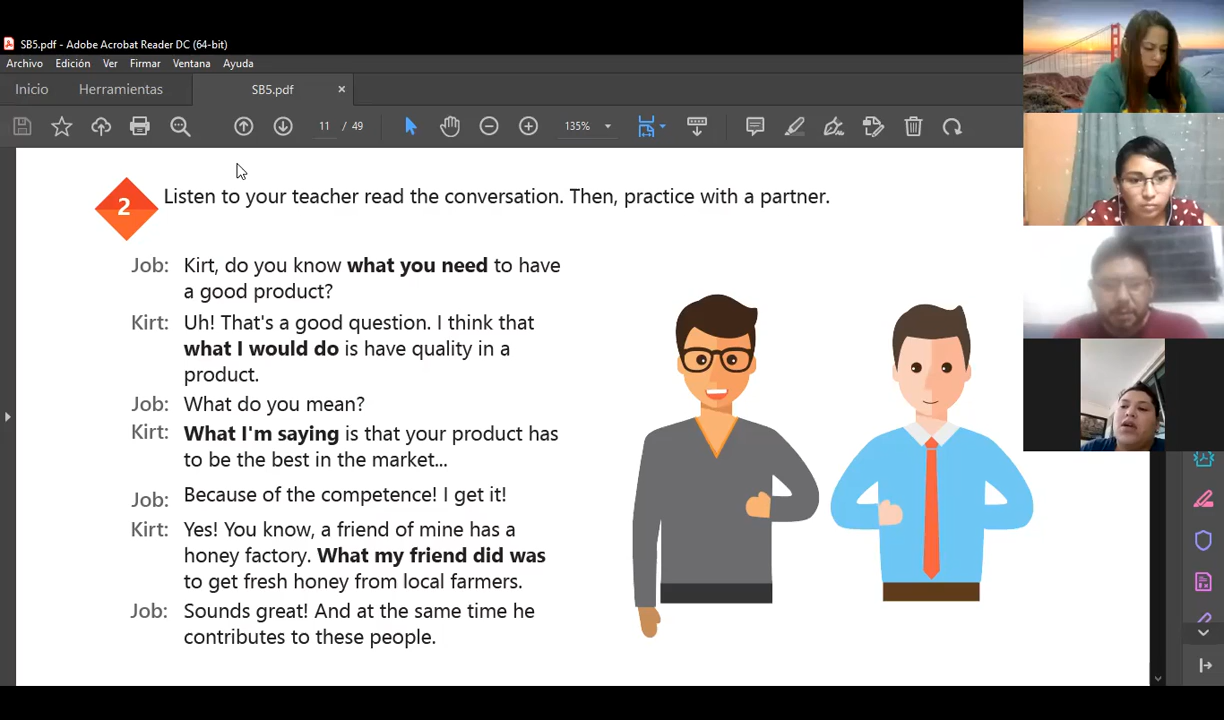 SB5.pdf - Adobe Acrobat Reader DC (64-bit)
Archivo Edición Ver Firmar Ventana Ayuda
Inicio Herramientas SB5.pdf ×
11 / 49 135%
2 Listen to your teacher read the conversation. Then, practice with a partner.
Job: Kirt, do you know what you need to have
a good product?
Kirt: Uh! That's a good question. I think that
what I would do is have quality in a
product.
Job: What do you mean?
Kirt: What I'm saying is that your product has
to be the best in the market...
Job: Because of the competence! I get it!
Kirt: Yes! You know, a friend of mine has a
honey factory. What my friend did was
to get fresh honey from local farmers.
Job: Sounds great! And at the same time he
contributes to these people.